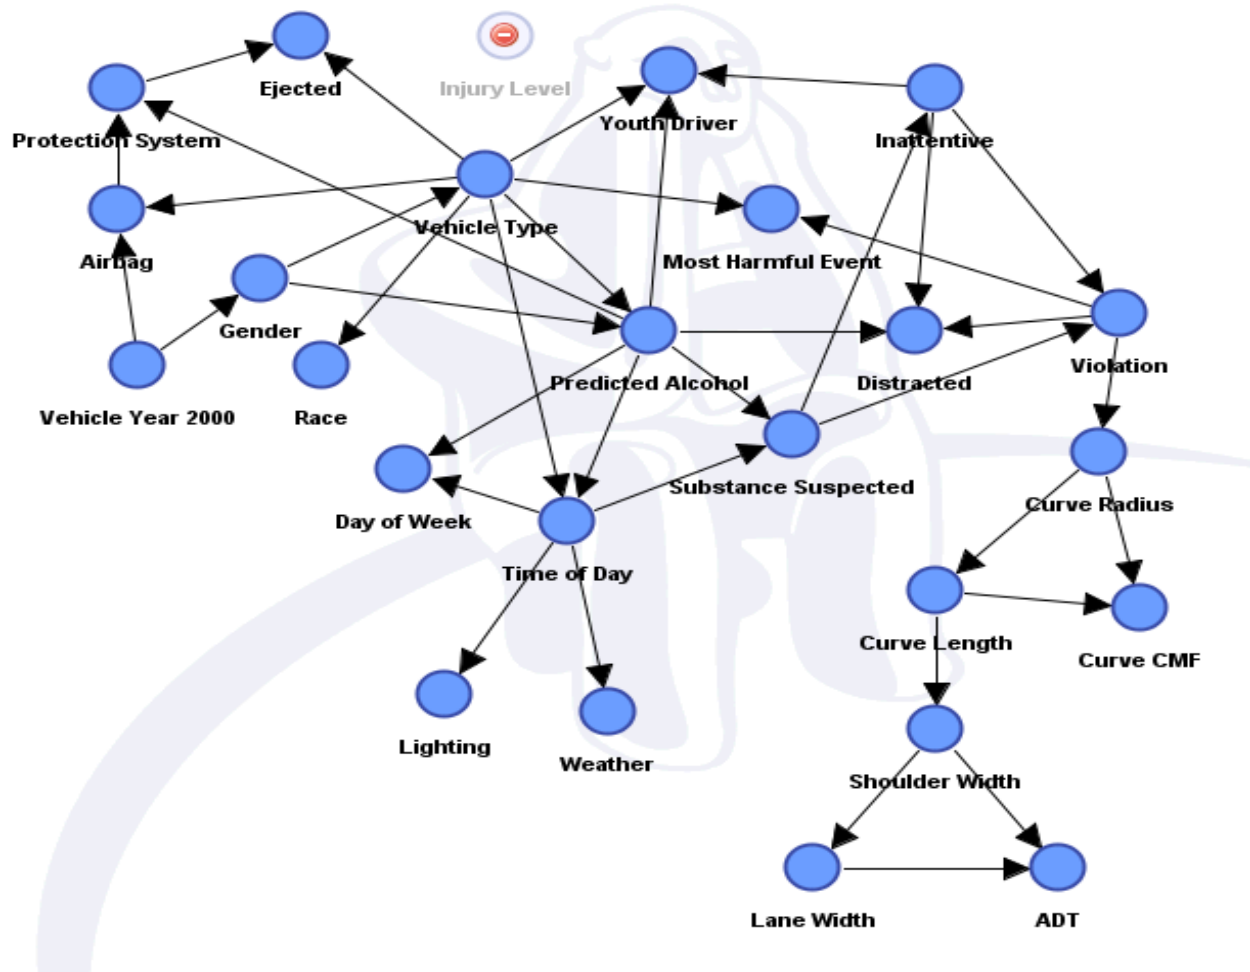 Ejected
Injury Level
Youth Driver
Protection System
Inattentive
Vehicle Type
Airbag
Most Harmful Event
Gender
Violation
Predicted Alcohol
Distracted
Vehicle Year 2000
Race
Substance Suspected
Curve Radius
Day of Week
Time of Day
Curve Length
Curve CMF
Lighting
Weather
Shoulder Width
Lane Width
ADT